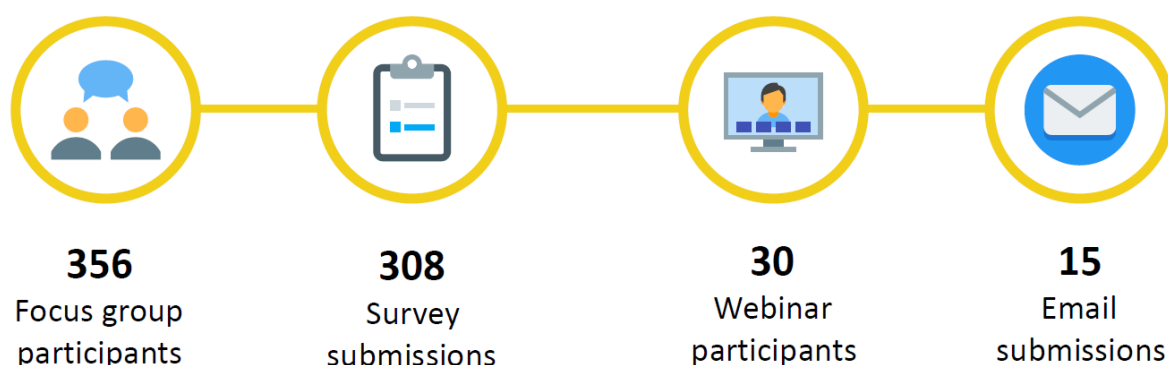 356
Focus group
participants
308
Survey
submissions
30
Webinar
participants
15
Email
submissions